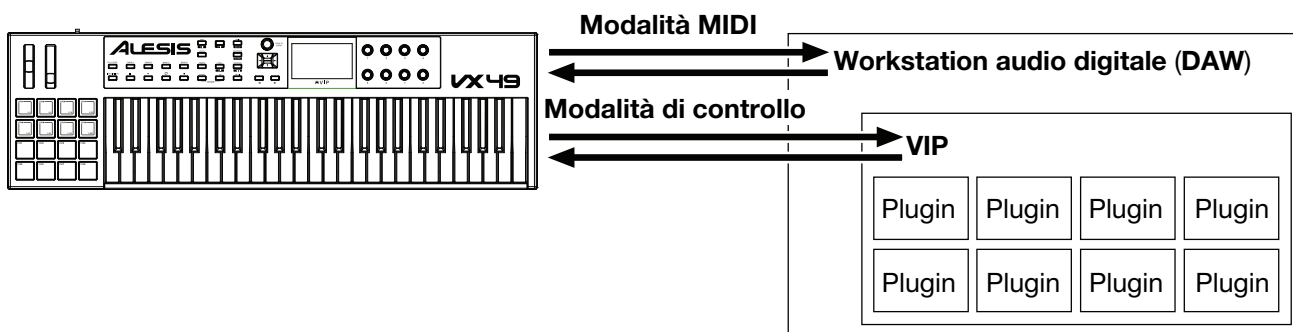 Modalità MIDI
ALESIS
Workstation audio digitale (DAW)
vip
VX49
Modalità di controllo
VIP
Plugin Plugin Plugin Plugin
Plugin Plugin Plugin Plugin